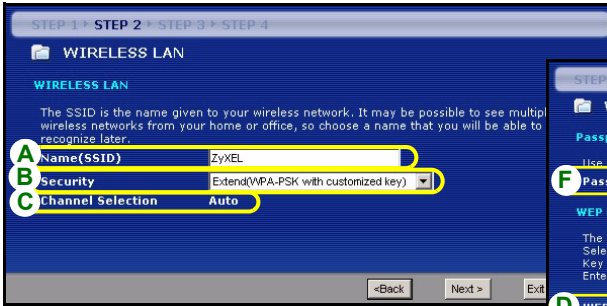 STEP 1 STEP 2 STEP 3 STEP 4
WIRELESS LAN
WIRELESS LAN
The SSID is the name given to your wireless network. It may be possible to see multipl
wireless networks from your home or office, so choose a name that you will be able to
recognize later.
A Name(SSID) ZyXEL
B Security Extend(WPA-PSK with customized key)
C Channel Selection Auto
<Back Next > Exit
STEP
Pass
Use
F Pass
WEP
The
Sele
Key
Ente
D